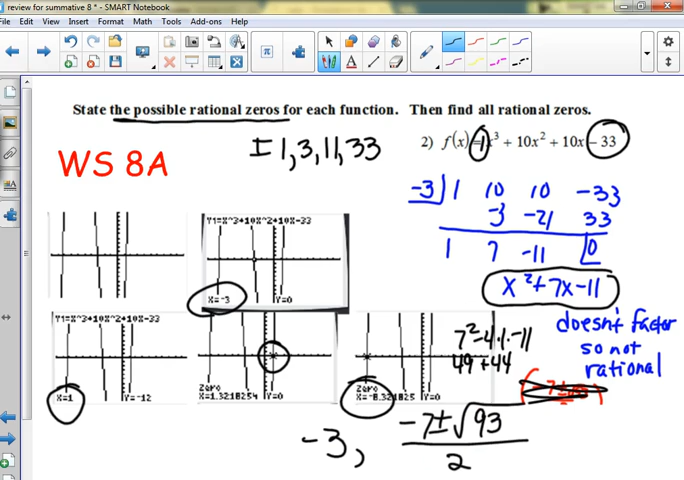 review for summative 8 * - SMART Notebook
File Edit View Insert Format Math Tools Add-ons Help
State the possible rational zeros for each function. Then find all rational zeros.
WS 8A
± 1, 3, 11, 33
2) f(x) = 1x³ + 10x² + 10x - 33
-3 | 1 10 10 -33
-3 -21 33
1 7 -11 0
x² + 7x - 11
doesn't factor
so not
rational
Y1=X^3+10X^2+10X-33
X=-3 Y=0
Y1=X^3+10X^2+10X-33
X=1 Y=-12
Zero
X=1.3218254 Y=0
7² - 4·1·-11
49 + 44
Zero
X=-8.321825 Y=0
-3, (-7 ± √93) / 2